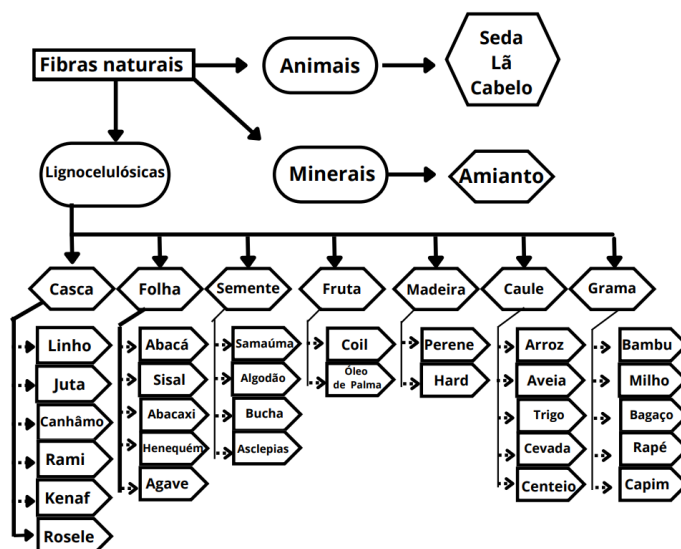 Fibras naturais
Animais
Seda
Lã
Cabelo
Lignocelulósicas
Minerais
Amianto
Casca
Folha
Semente
Fruta
Madeira
Caule
Grama
Linho
Juta
Canhâmo
Rami
Kenaf
Rosele
Abacá
Sisal
Abacaxi
Henequém
Agave
Samaúma
Algodão
Bucha
Asclepias
Coil
Óleo
de Palma
Perene
Hard
Arroz
Aveia
Trigo
Cevada
Centeio
Bambu
Milho
Bagaço
Rapé
Capim